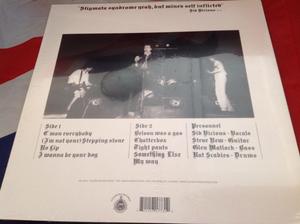 "Stigmata syndrome yeah, but mines self inflicted"
Sid Vicious
Side 1
C'mon everybody
(I'm not your) Stepping stone
No Lip
I wanna be your dog
Side 2
Belsen was a gas
Chatterbox
Tight pants
Something Else
My way
Personnel
Sid Vicious - Vocals
Steve New - Guitar
Glen Matlock - Bass
Rat Scabies - Drums